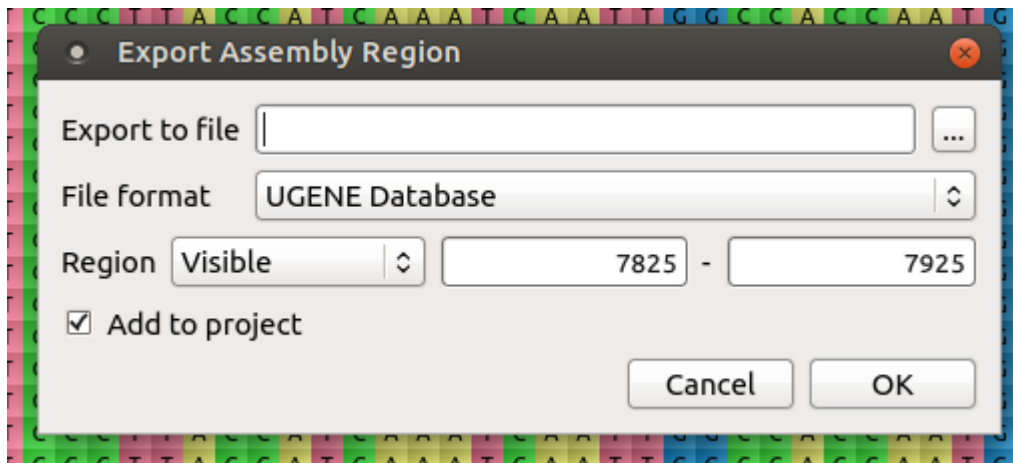 C C C T T A C C A T C A A A T C A A T T G G C C A C C A A T G
Export Assembly Region
Export to file
...
File format UGENE Database
Region Visible 7825 - 7925
Add to project
Cancel OK
C C C T T A C C A T C A A A T C A A T T G G C C A C C A A T G